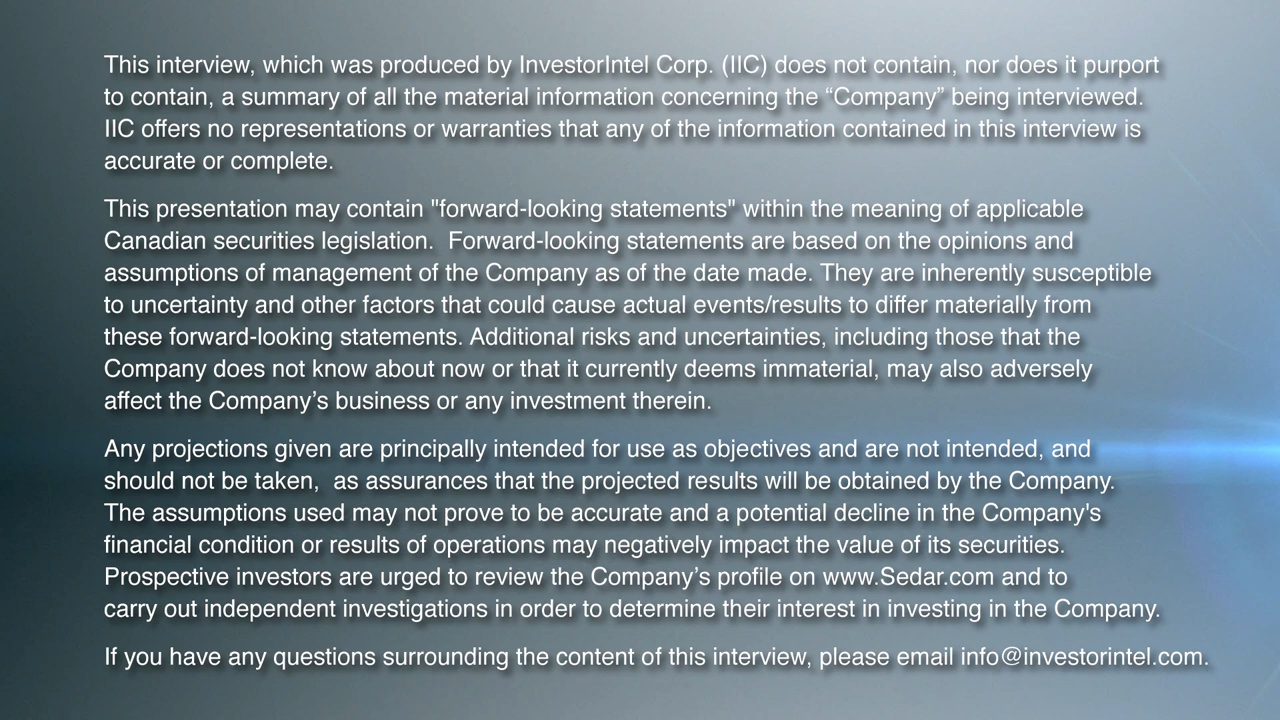 This interview, which was produced by InvestorIntel Corp. (IIC) does not contain, nor does it purport
to contain, a summary of all the material information concerning the “Company” being interviewed.
IIC offers no representations or warranties that any of the information contained in this interview is
accurate or complete.
This presentation may contain "forward-looking statements" within the meaning of applicable
Canadian securities legislation.  Forward-looking statements are based on the opinions and
assumptions of management of the Company as of the date made. They are inherently susceptible
to uncertainty and other factors that could cause actual events/results to differ materially from
these forward-looking statements. Additional risks and uncertainties, including those that the
Company does not know about now or that it currently deems immaterial, may also adversely
affect the Company’s business or any investment therein.
Any projections given are principally intended for use as objectives and are not intended, and
should not be taken,  as assurances that the projected results will be obtained by the Company.
The assumptions used may not prove to be accurate and a potential decline in the Company's
financial condition or results of operations may negatively impact the value of its securities.
Prospective investors are urged to review the Company’s profile on www.Sedar.com and to
carry out independent investigations in order to determine their interest in investing in the Company.
If you have any questions surrounding the content of this interview, please email info@investorintel.com.